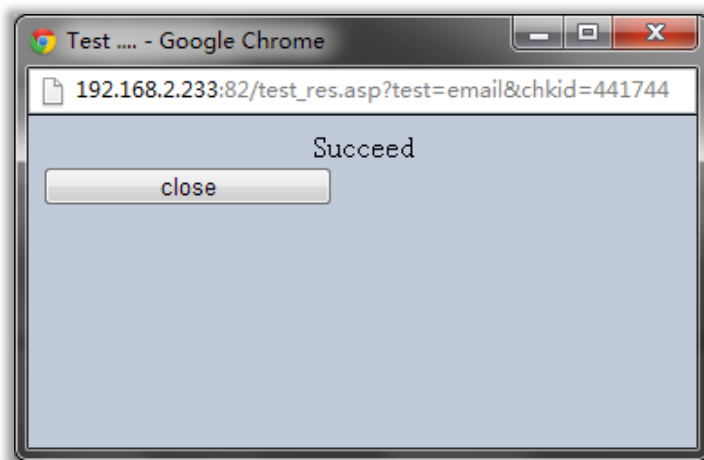 Test .... - Google Chrome
192.168.2.233:82/test_res.asp?test=email&chkid=441744
Succeed
close